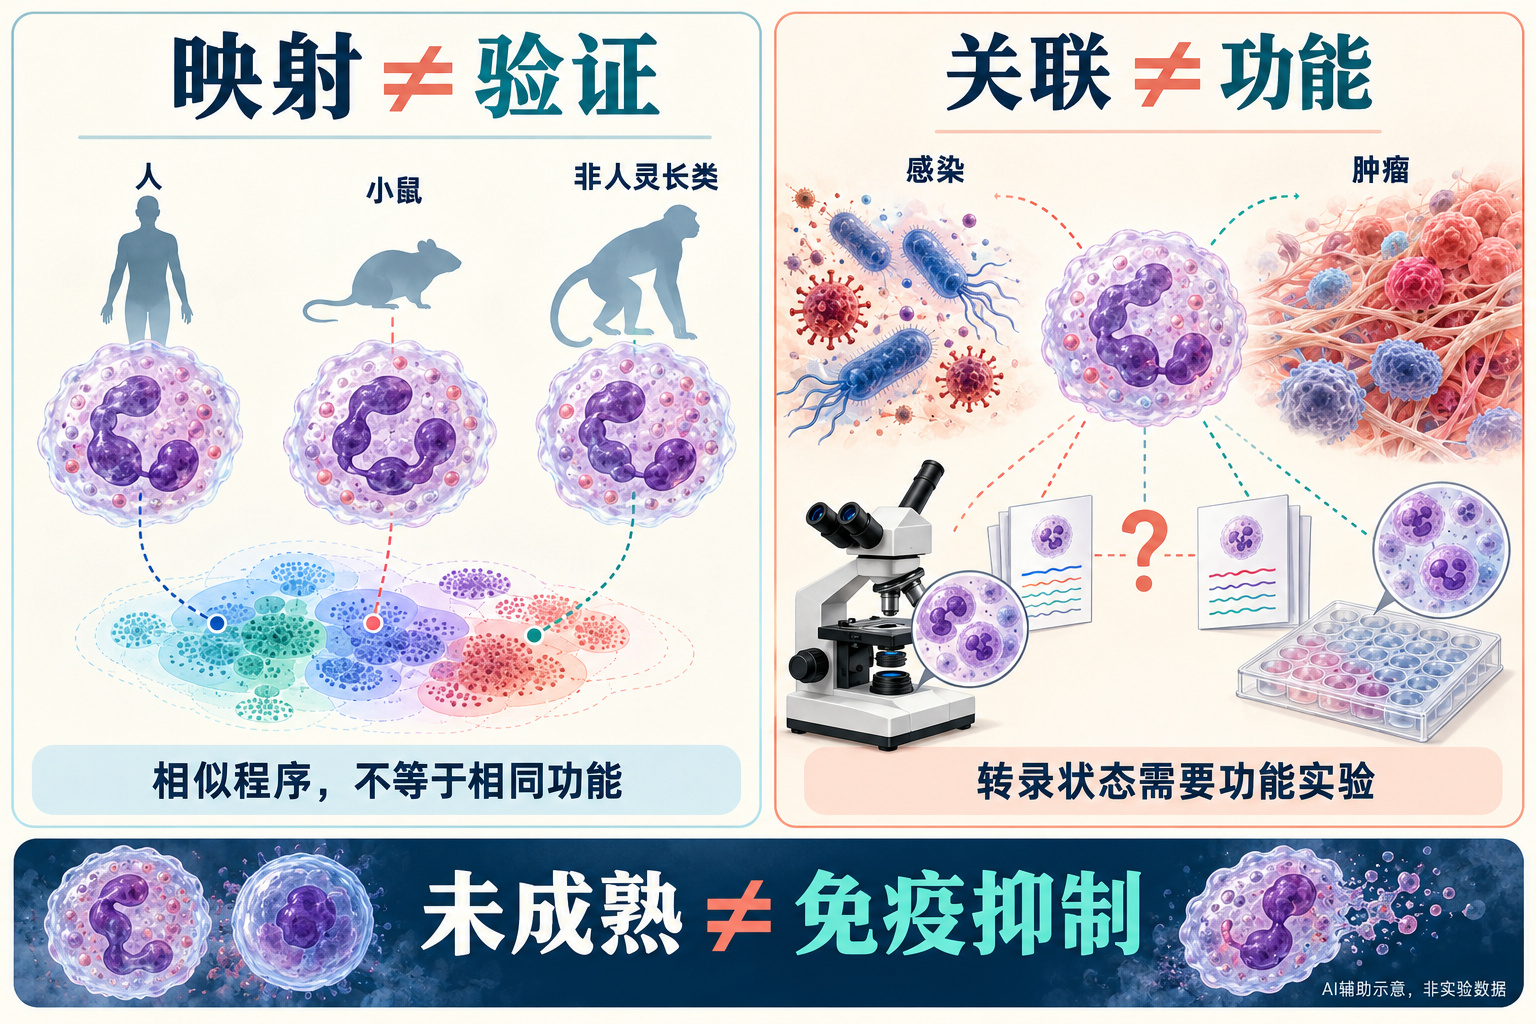 映射≠验证
人
小鼠
非人灵长类
相似程序，不等于相同功能
关联≠功能
感染
肿瘤
?
转录状态需要功能实验
未成熟≠免疫抑制
AI辅助示意，非实验数据